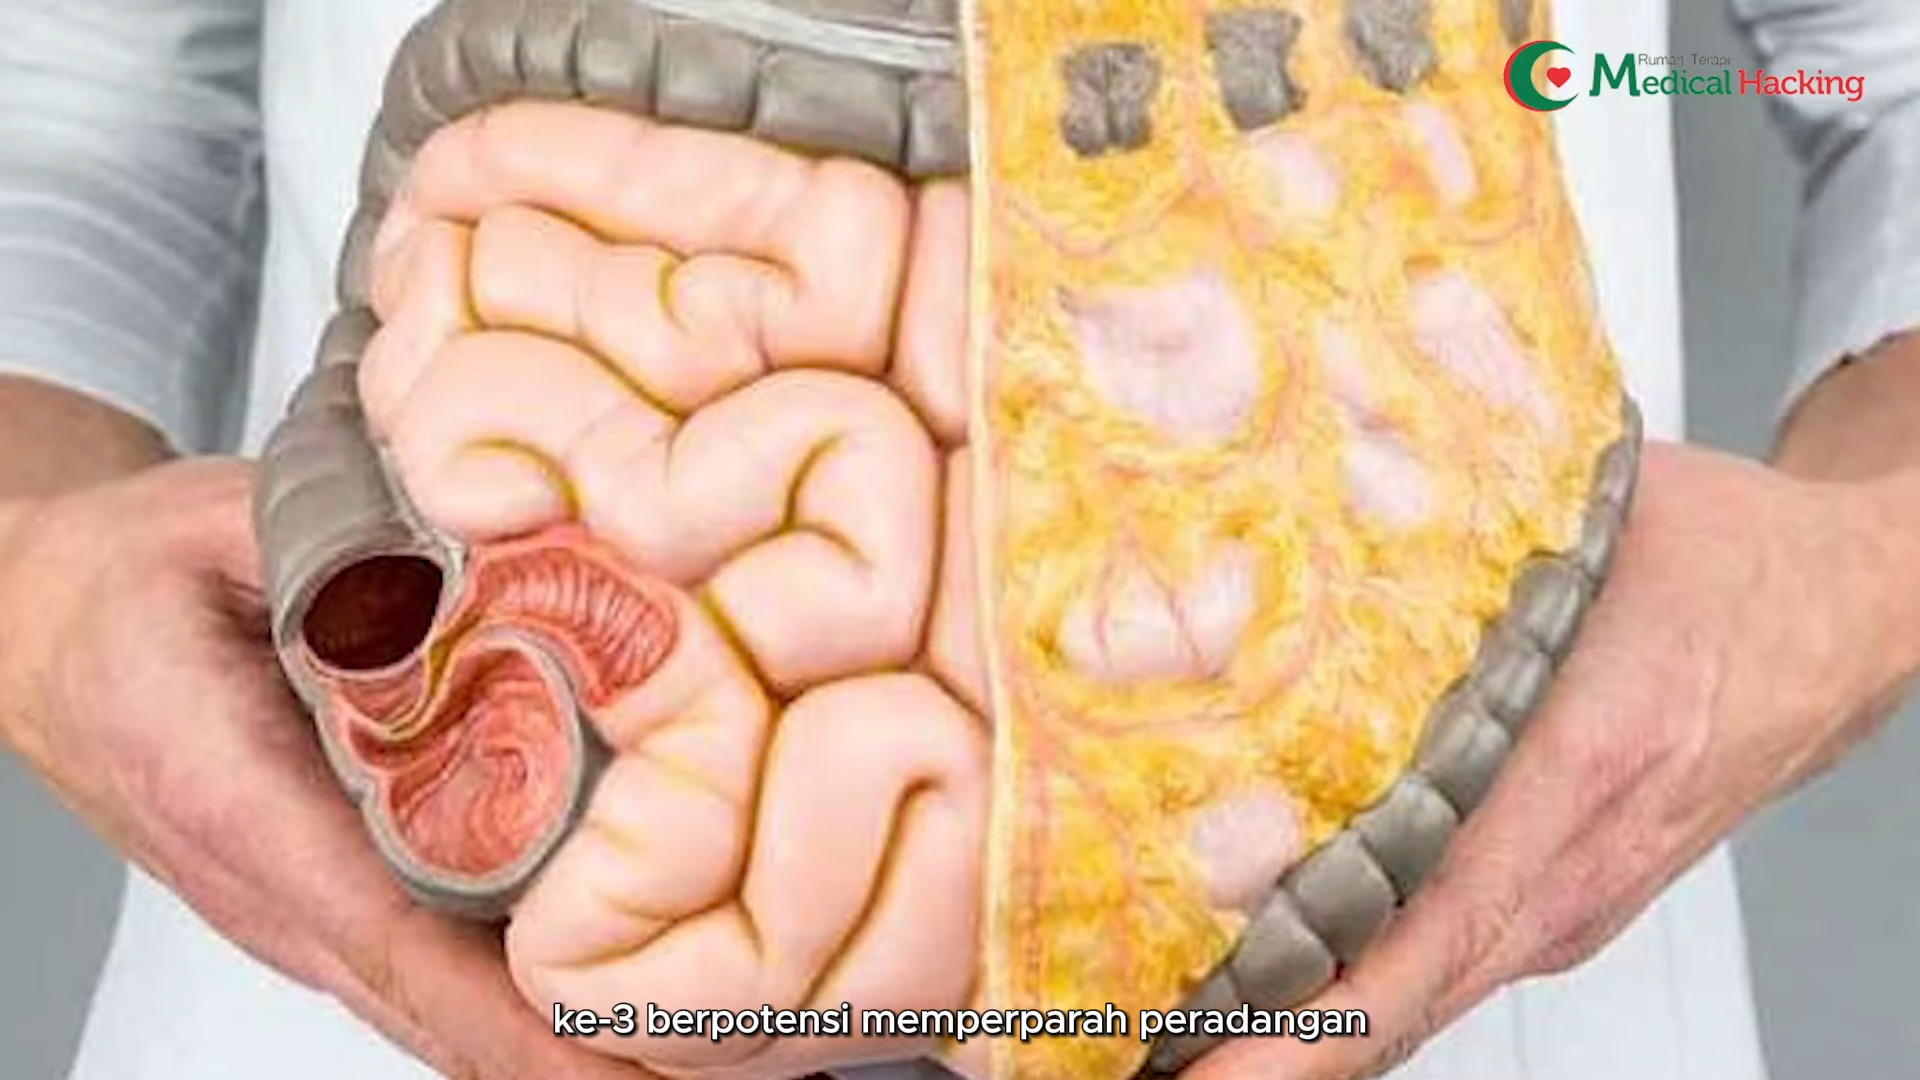 Rumah Terapi
Medical Hacking
ke-3 berpotensi memperparah peradangan